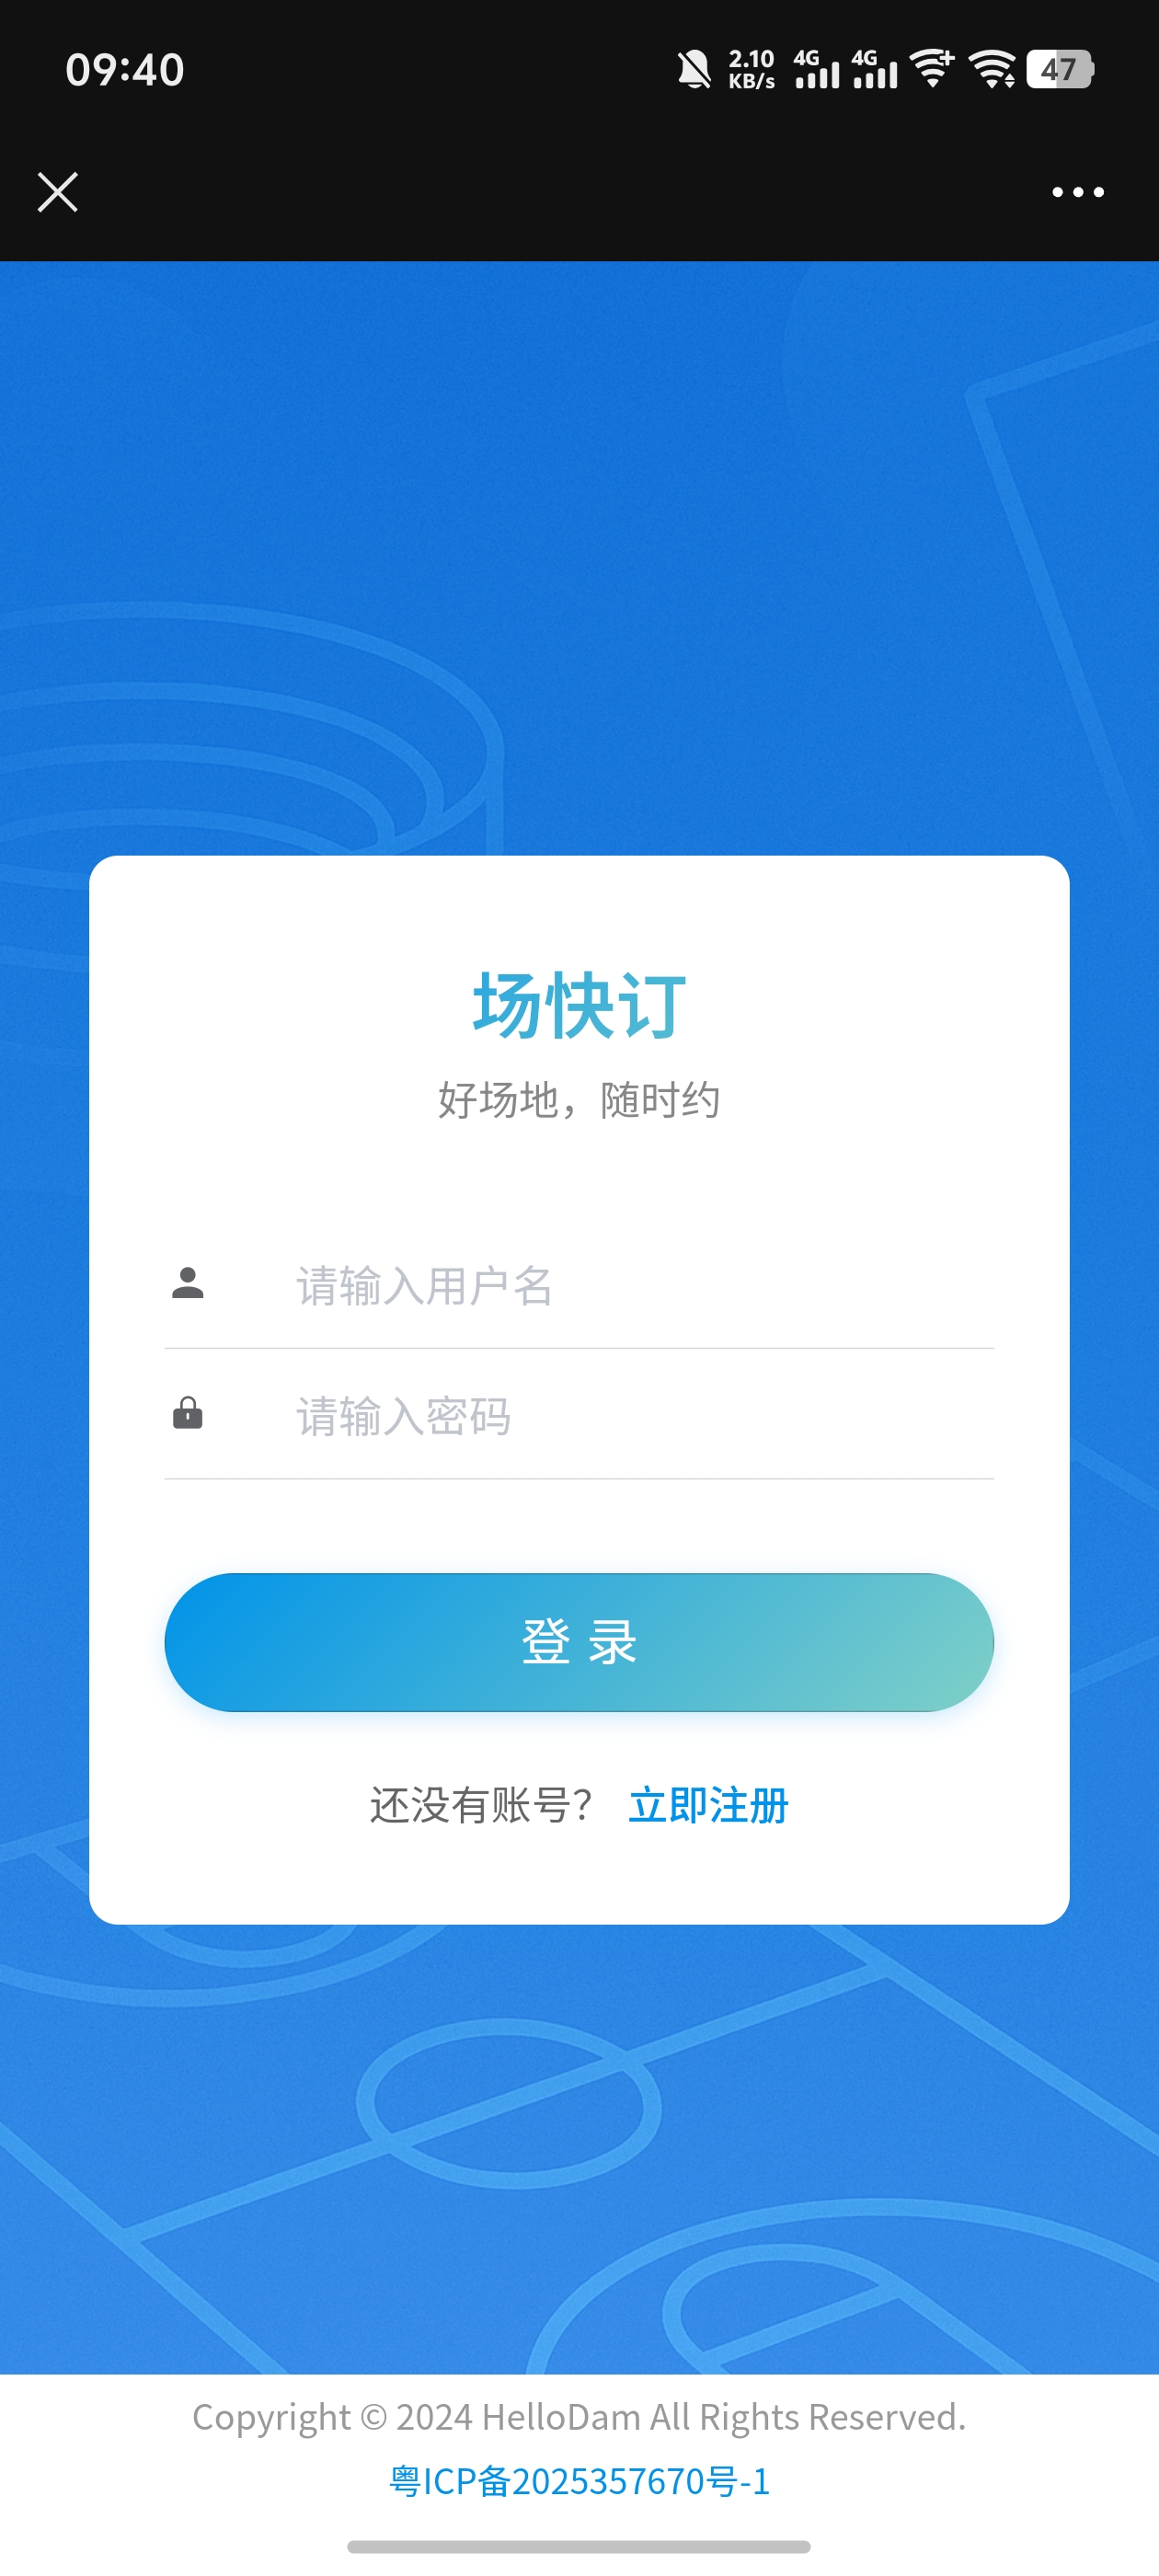 09:40
2.10
KB/s
4G
4G
47
场快订
好场地，随时约
请输入用户名
请输入密码
登 录
还没有账号？ 立即注册
Copyright © 2024 HelloDam All Rights Reserved.
粤ICP备2025357670号-1